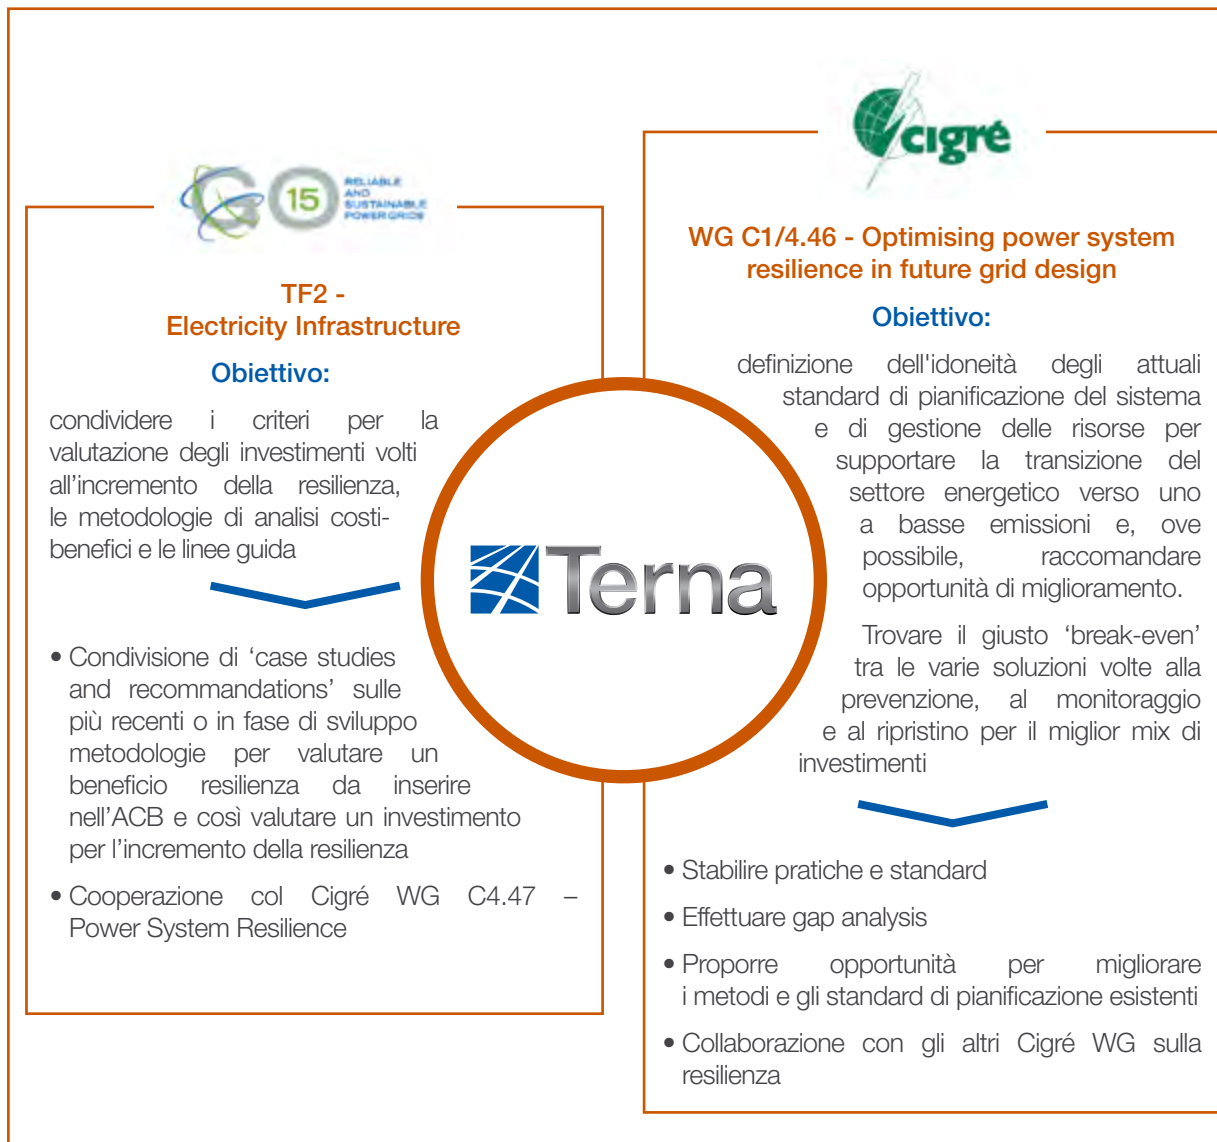 GO 15
RELIABLE
AND
SUSTAINABLE
POWER GRIDS
TF2 -
Electricity Infrastructure
Obiettivo:
condividere i criteri per la
valutazione degli investimenti volti
all’incremento della resilienza,
le metodologie di analisi costi-
benefici e le linee guida
• Condivisione di ‘case studies
and recommandations’ sulle
più recenti o in fase di sviluppo
metodologie per valutare un
beneficio resilienza da inserire
nell’ACB e così valutare un investimento
per l’incremento della resilienza
• Cooperazione col Cigré WG C4.47 –
Power System Resilience
Terna
cigré
WG C1/4.46 - Optimising power system
resilience in future grid design
Obiettivo:
definizione dell'idoneità degli attuali
standard di pianificazione del sistema
e di gestione delle risorse per
supportare la transizione del
settore energetico verso uno
a basse emissioni e, ove
possibile, raccomandare
opportunità di miglioramento.
Trovare il giusto ‘break-even’
tra le varie soluzioni volte alla
prevenzione, al monitoraggio
e al ripristino per il miglior mix di
investimenti
• Stabilire pratiche e standard
• Effettuare gap analysis
• Proporre opportunità per migliorare
i metodi e gli standard di pianificazione esistenti
• Collaborazione con gli altri Cigré WG sulla
resilienza